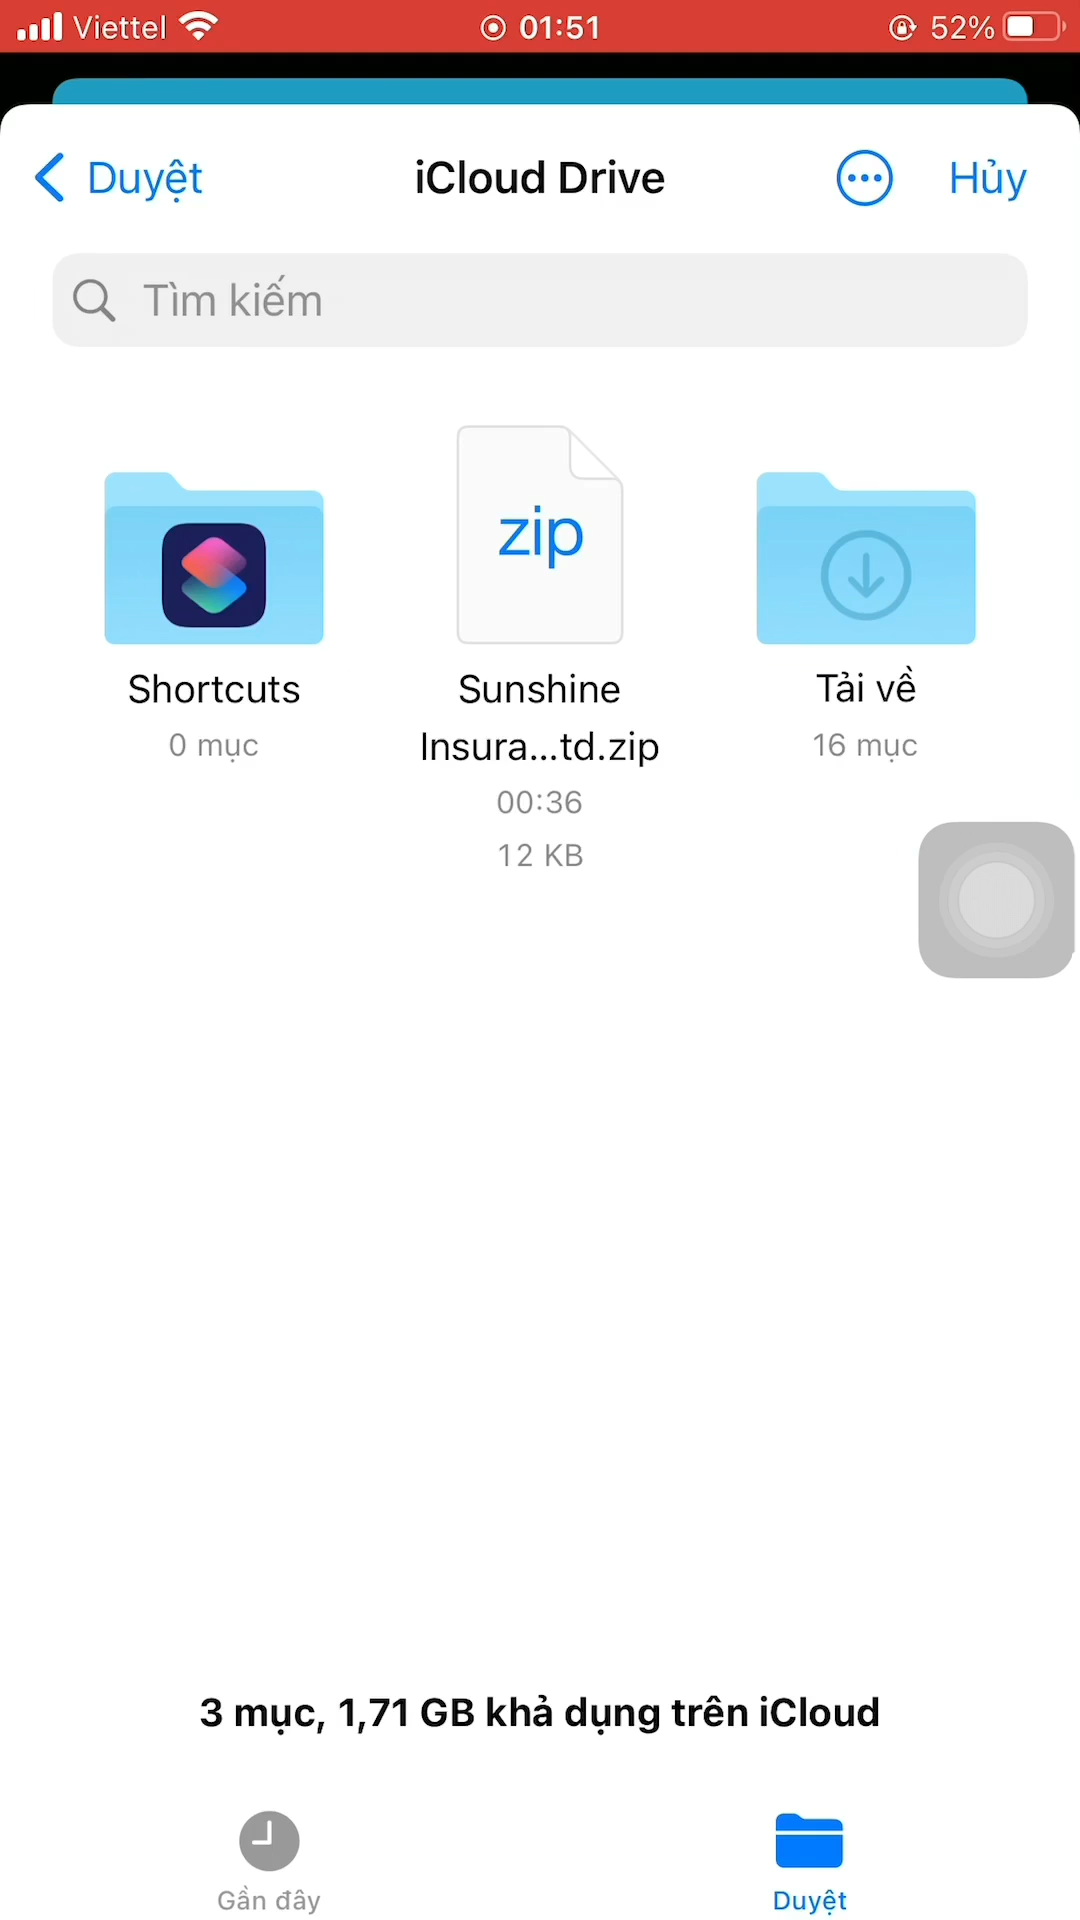 Viettel 01:51 52%
Duyệt iCloud Drive Hủy
Tìm kiếm
zip
Shortcuts
0 mục
Sunshine
Insura...td.zip
00:36
12 KB
Tải về
16 mục
3 mục, 1,71 GB khả dụng trên iCloud
Gần đây Duyệt